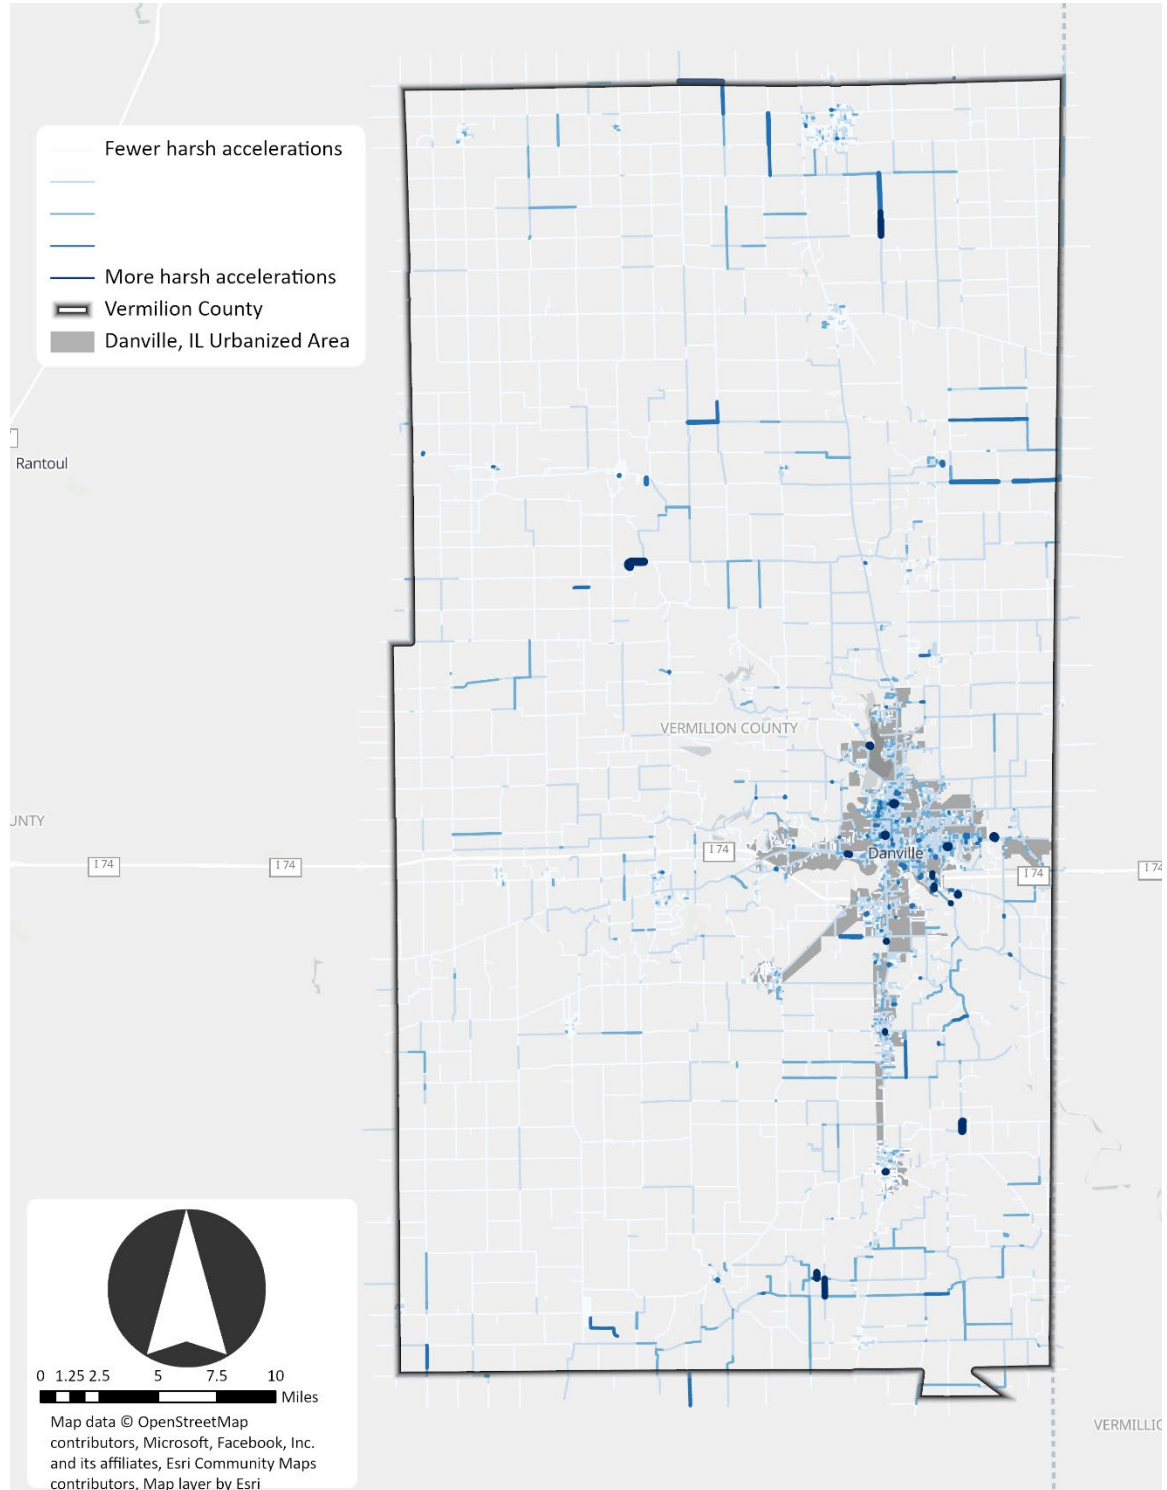 Fewer harsh accelerations
More harsh accelerations
Vermilion County
Danville, IL Urbanized Area
Rantoul
VERMILION COUNTY
UNTY
I 74
I 74
I 74
Danville
I 74
I 74
0 1.25 2.5 5 7.5 10
Miles
Map data © OpenStreetMap
contributors, Microsoft, Facebook, Inc.
and its affiliates, Esri Community Maps
contributors, Map layer by Esri
VERMILLIO